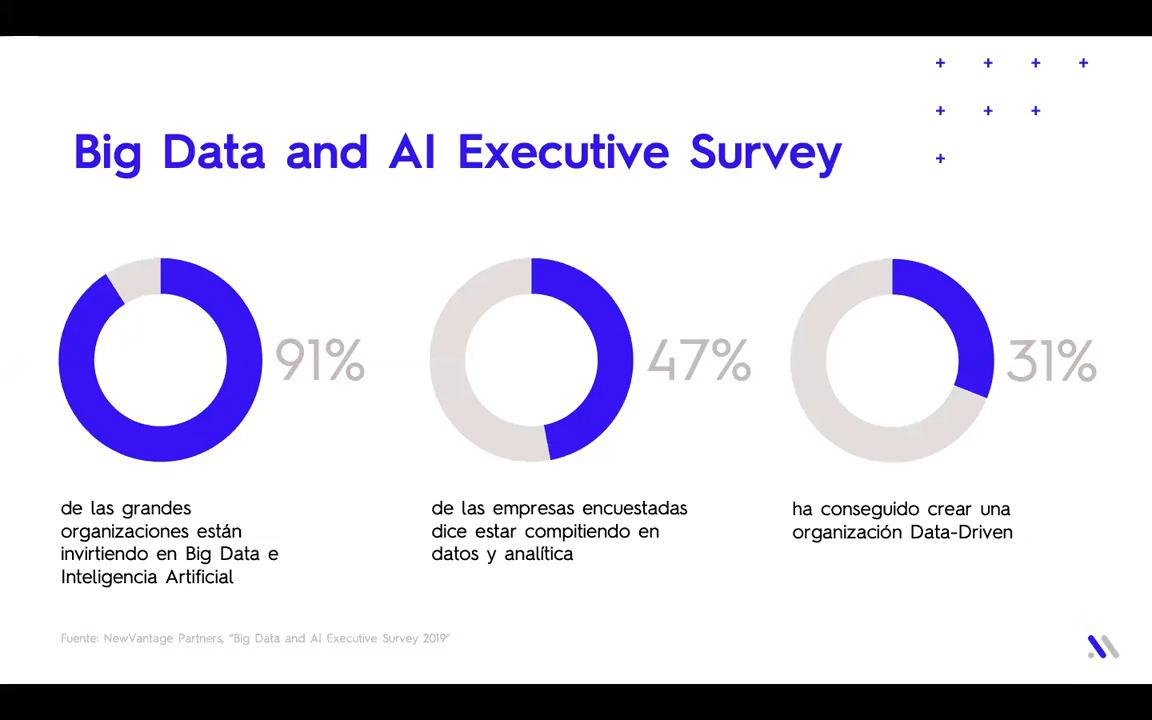 Big Data and AI Executive Survey
91%
47%
31%
de las grandes
organizaciones están
invirtiendo en Big Data e
Inteligencia Artificial
de las empresas encuestadas
dice estar compitiendo en
datos y analítica
ha conseguido crear una
organización Data-Driven
Fuente: NewVantage Partners, "Big Data and AI Executive Survey 2019"